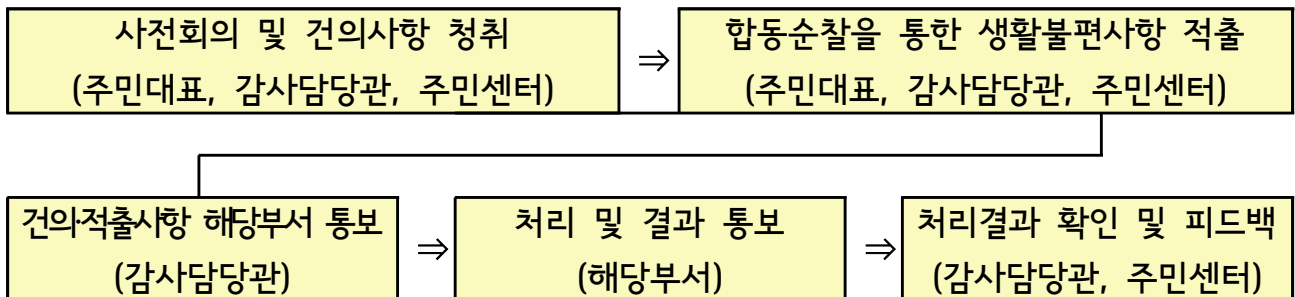 사전회의 및 건의사항 청취
(주민대표, 감사담당관, 주민센터)
⇒
합동순찰을 통한 생활불편사항 적출
(주민대표, 감사담당관, 주민센터)
건의·적출사항 해당부서 통보
(감사담당관)
⇒
처리 및 결과 통보
(해당부서)
⇒
처리결과 확인 및 피드백
(감사담당관, 주민센터)